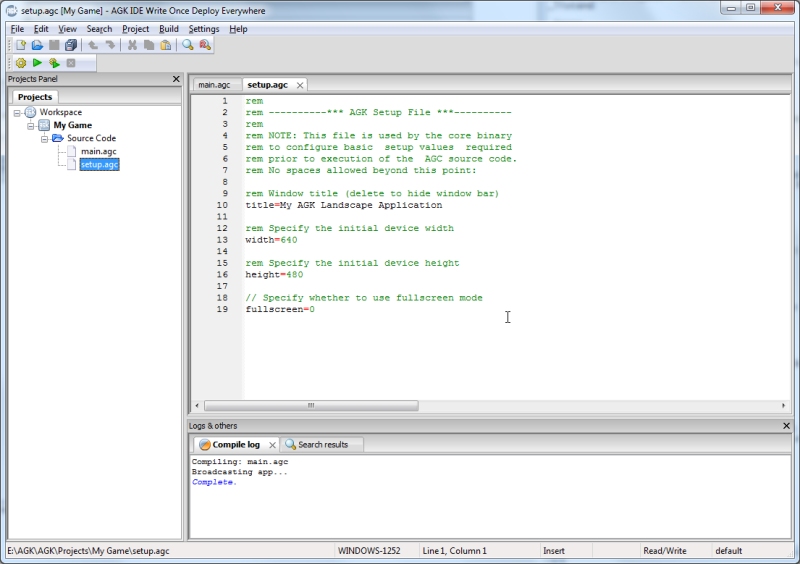 setup.agc [My Game] - AGK IDE Write Once Deploy Everywhere
File Edit View Search Project Build Settings Help
Projects Panel
Projects
Workspace
My Game
Source Code
main.agc
setup.agc
main.agc setup.agc
1 rem
2 rem ----------*** AGK Setup File ***----------
3 rem
4 rem NOTE: This file is used by the core binary
5 rem to configure basic  setup values  required
6 rem prior to execution of the  AGC source code.
7 rem No spaces allowed beyond this point:
8
9 rem Window title (delete to hide window bar)
10 title=My AGK Landscape Application
11
12 rem Specify the initial device width
13 width=640
14
15 rem Specify the initial device height
16 height=480
17
18 // Specify whether to use fullscreen mode
19 fullscreen=0
Logs & others
Compile log Search results
Compiling: main.agc
Broadcasting app...
Complete.
E:\AGK\AGK\Projects\My Game\setup.agc WINDOWS-1252 Line 1, Column 1 Insert Read/Write default